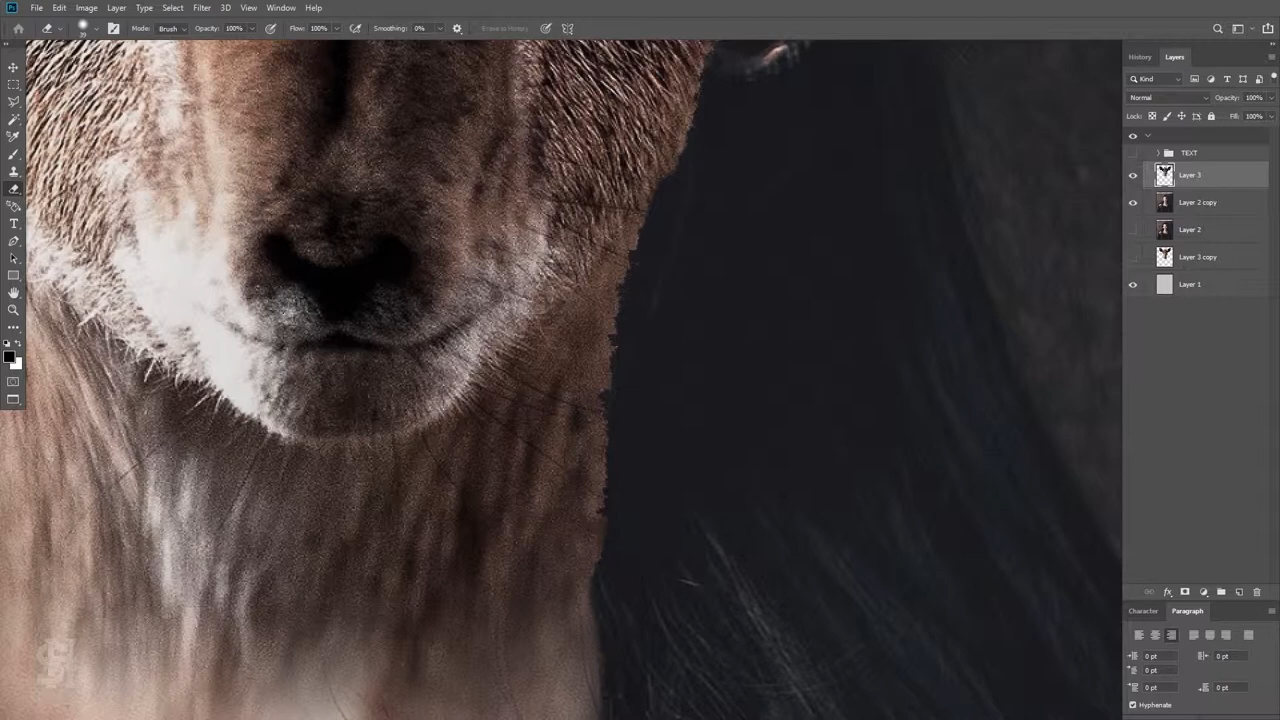 Ps File Edit Image Layer Type Select Filter 3D View Window Help
39 Mode: Brush Opacity: 100% Flow: 100% Smoothing: 0% Erase to History
History Layers
Kind
Normal Opacity: 100%
Lock: Fill: 100%
TEXT
Layer 3
Layer 2 copy
Layer 2
Layer 3 copy
Layer 1
Character Paragraph
0 pt 0 pt
0 pt
0 pt 0 pt
Hyphenate